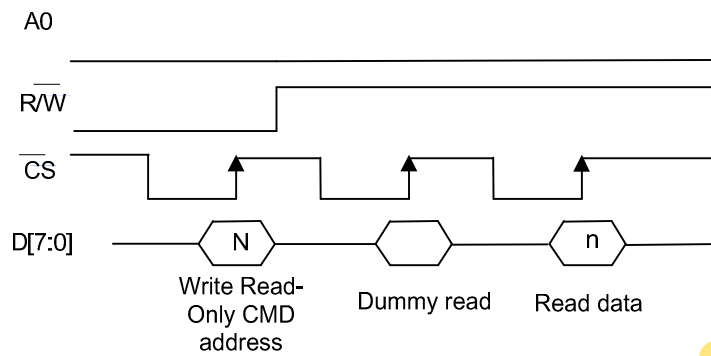 A0
R/W
CS
D[7:0]
N
n
Write Read-
Only CMD
address
Dummy read
Read data